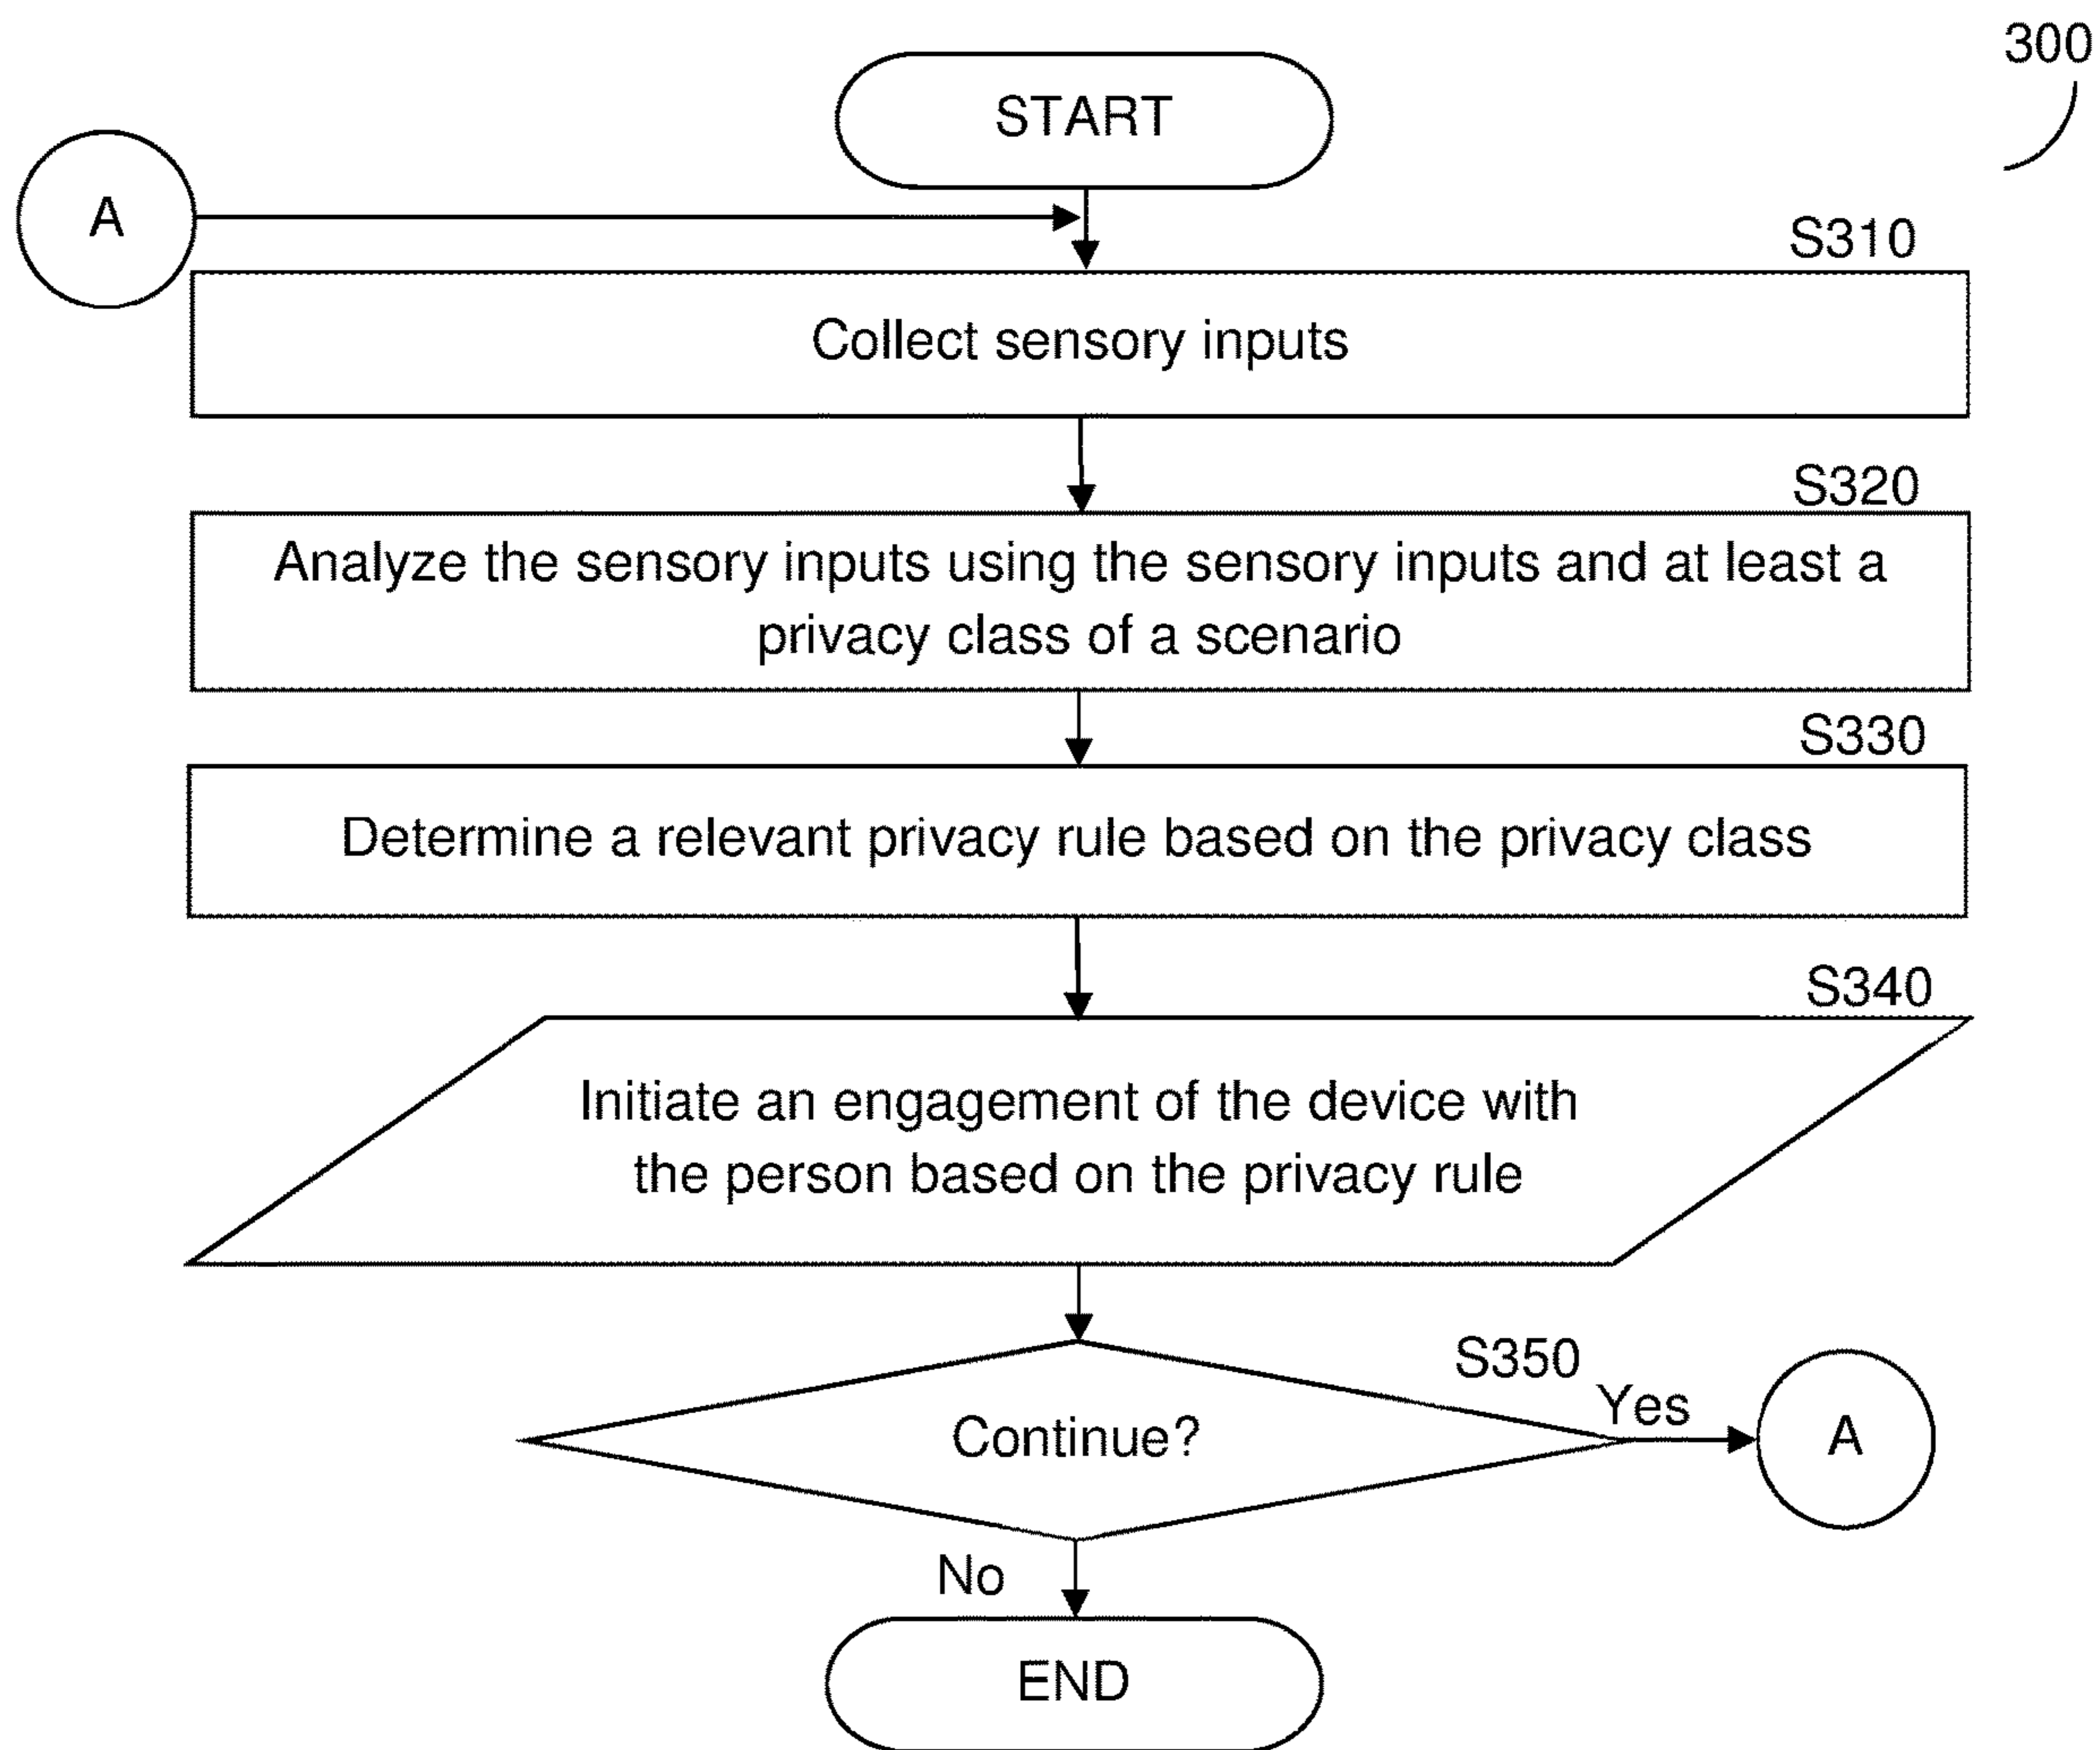 300
START
A
S310
Collect sensory inputs
S320
Analyze the sensory inputs using the sensory inputs and at least a
privacy class of a scenario
S330
Determine a relevant privacy rule based on the privacy class
S340
Initiate an engagement of the device with
the person based on the privacy rule
S350
Continue?
Yes
A
No
END